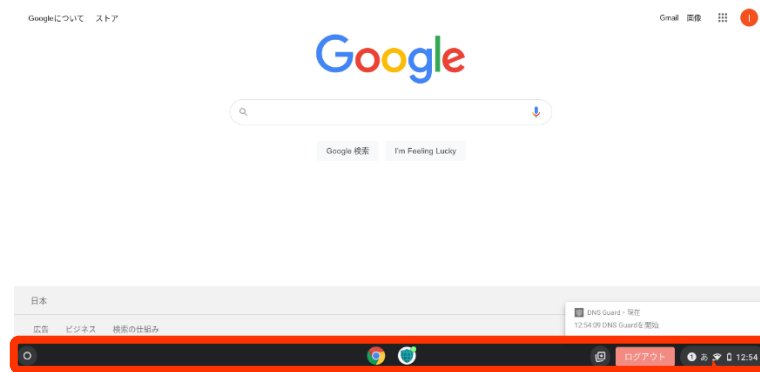 Googleについて ストア
Gmail 画像
I
Google
Google 検索 I'm Feeling Lucky
日本
広告 ビジネス 検索の仕組み
DNS Guard・現在
12:54:09 DNS Guardを開始
ログアウト 1 あ 12:54